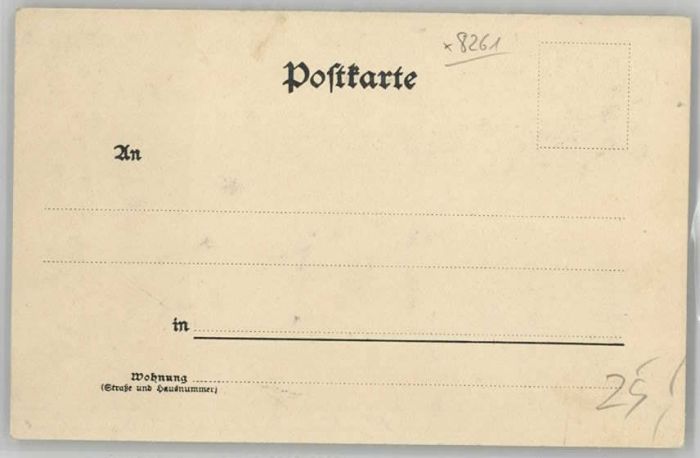 ×8261
Poſtkarte
An
in
Wohnung
(Straße und Hausnummer)
25